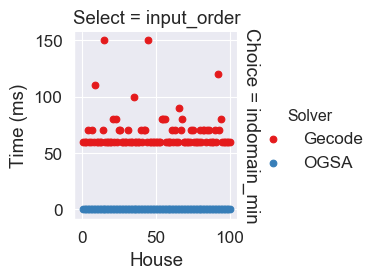 Select = input_order
Choice = indomain_min
Time (ms)
150
100
50
0
0
50
100
House
Solver
Gecode
OGSA